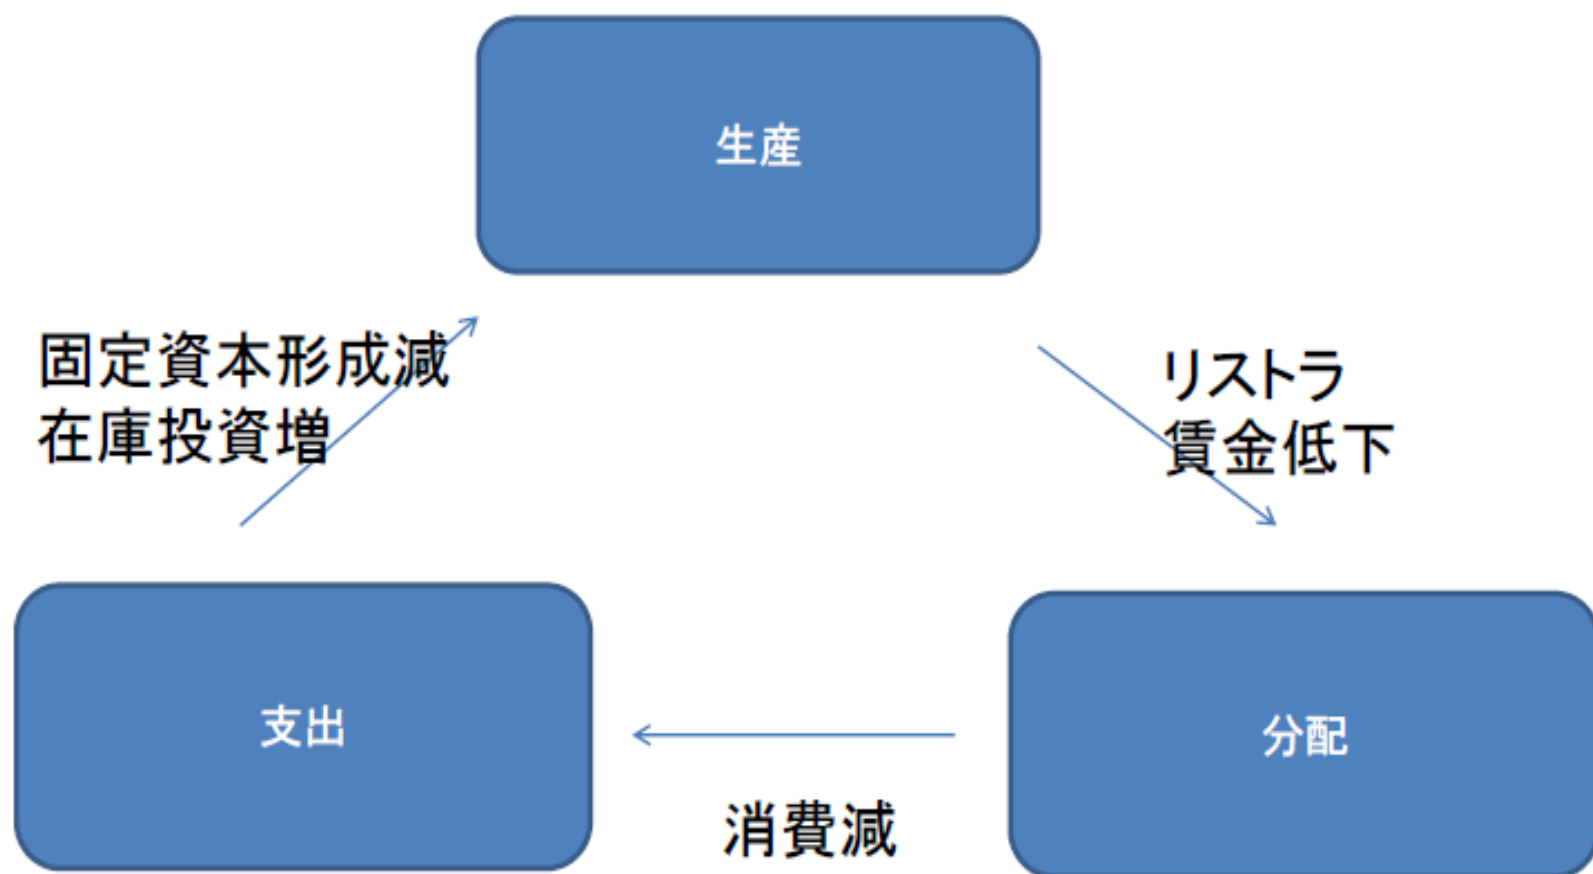 生産
固定資本形成減
在庫投資増
リストラ
賃金低下
支出
分配
消費減